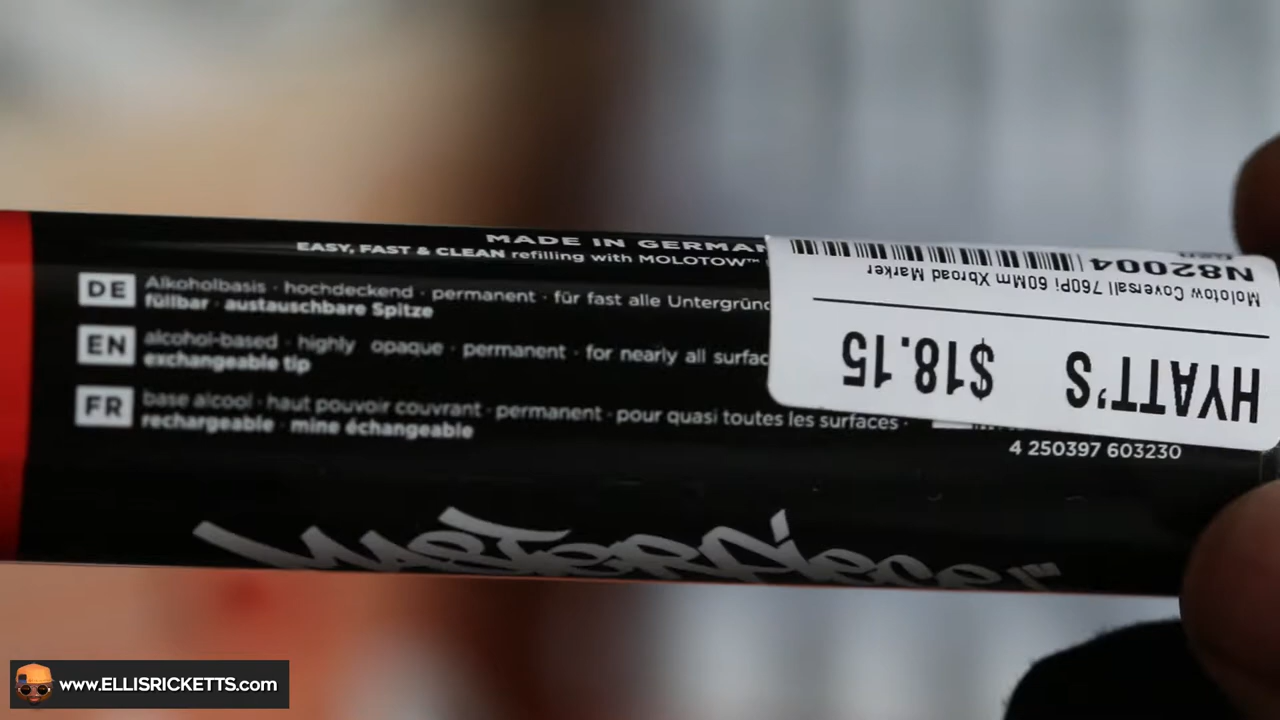 MADE IN GERMAN
EASY, FAST & CLEAN refilling with MOLOTOW™
DE
Alkoholbasis · hochdeckend · permanent · für fast alle Untergrün
füllbar · austauschbare Spitze
EN
alcohol-based · highly opaque · permanent · for nearly all surfac
exchangeable tip
FR
base alcool · haut pouvoir couvrant · permanent · pour quasi toutes les surfaces ·
rechargeable · mine échangeable
4 250397 603230
MASTERPIECE™
HYATT'S $18.15
Molotow Coversall 760Pi 60Mm Xbroad Marker
N82004
www.ELLISRICKETTS.com